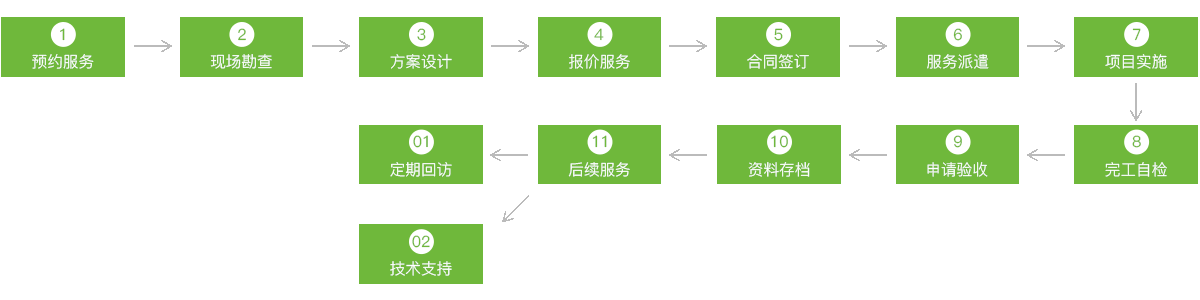 1
预约服务
2
现场勘查
3
方案设计
4
报价服务
5
合同签订
6
服务派遣
7
项目实施
8
完工自检
9
申请验收
10
资料存档
11
后续服务
01
定期回访
02
技术支持